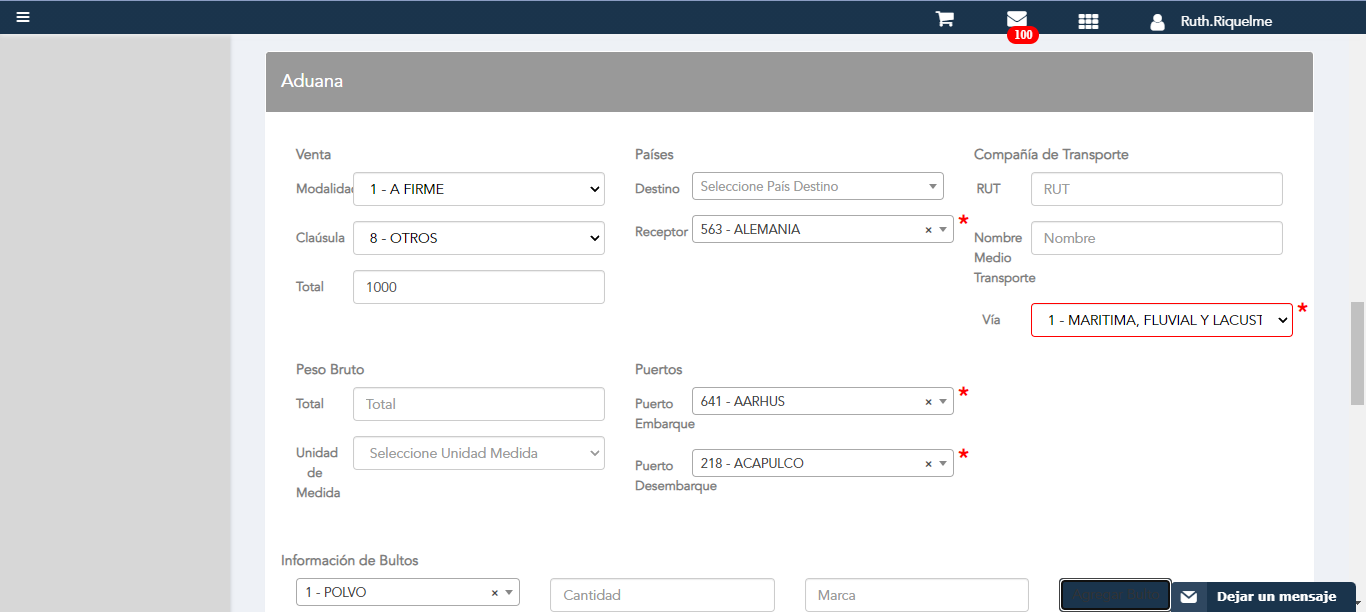 100
Ruth.Riquelme
Aduana
Venta
Modalidad
1 - A FIRME
Claúsula
8 - OTROS
Total
1000
Países
Destino
Seleccione País Destino
Receptor
563 - ALEMANIA
×
*
Compañía de Transporte
RUT
RUT
Nombre
Medio
Transporte
Nombre
Vía
1 - MARITIMA, FLUVIAL Y LACUST
*
Peso Bruto
Total
Total
Unidad
de
Medida
Seleccione Unidad Medida
Puertos
Puerto
Embarque
641 - AARHUS
×
*
Puerto
Desembarque
218 - ACAPULCO
×
*
Información de Bultos
1 - POLVO
×
Cantidad
Marca
Dejar un mensaje